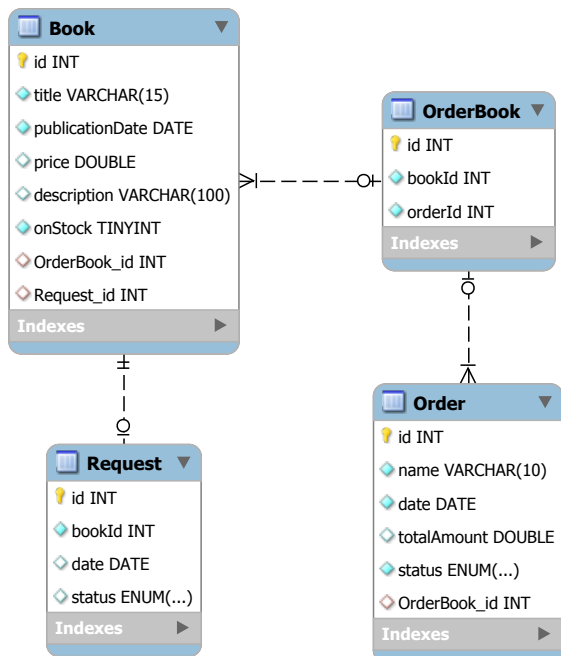 Book
id INT
title VARCHAR(15)
publicationDate DATE
price DOUBLE
description VARCHAR(100)
onStock TINYINT
OrderBook_id INT
Request_id INT
Indexes
OrderBook
id INT
bookId INT
orderId INT
Indexes
Request
id INT
bookId INT
date DATE
status ENUM(...)
Indexes
Order
id INT
name VARCHAR(10)
date DATE
totalAmount DOUBLE
status ENUM(...)
OrderBook_id INT
Indexes